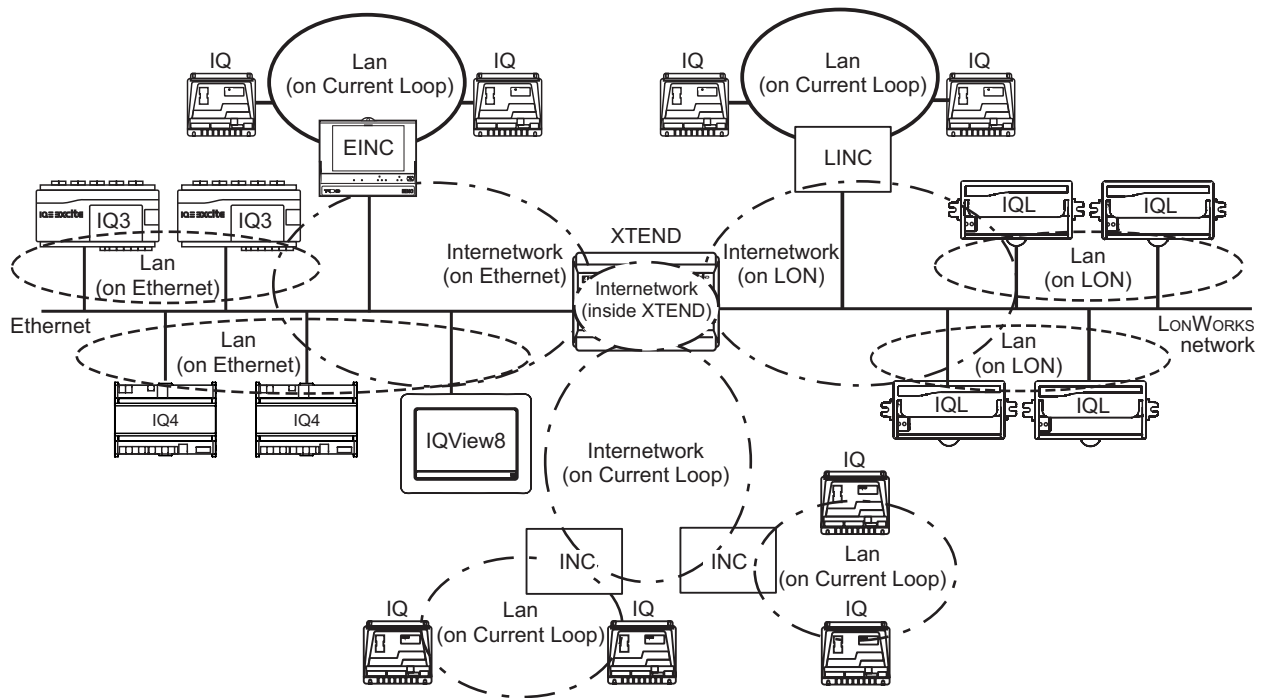 IQ
Lan
(on Current Loop)
IQ
EINC
IQ
Lan
(on Current Loop)
IQ
LINC
IQ3
IQ3
Lan
(on Ethernet)
Internetwork
(on Ethernet)
XTEND
Internetwork
(inside XTEND)
Internetwork
(on LON)
IQL
IQL
Lan
(on LON)
Ethernet
LONWORKS
network
Lan
(on Ethernet)
Lan
(on LON)
IQ4
IQ4
IQView8
IQL
IQL
Internetwork
(on Current Loop)
INC
INC
IQ
Lan
(on Current Loop)
IQ
IQ
Lan
(on Current Loop)
IQ